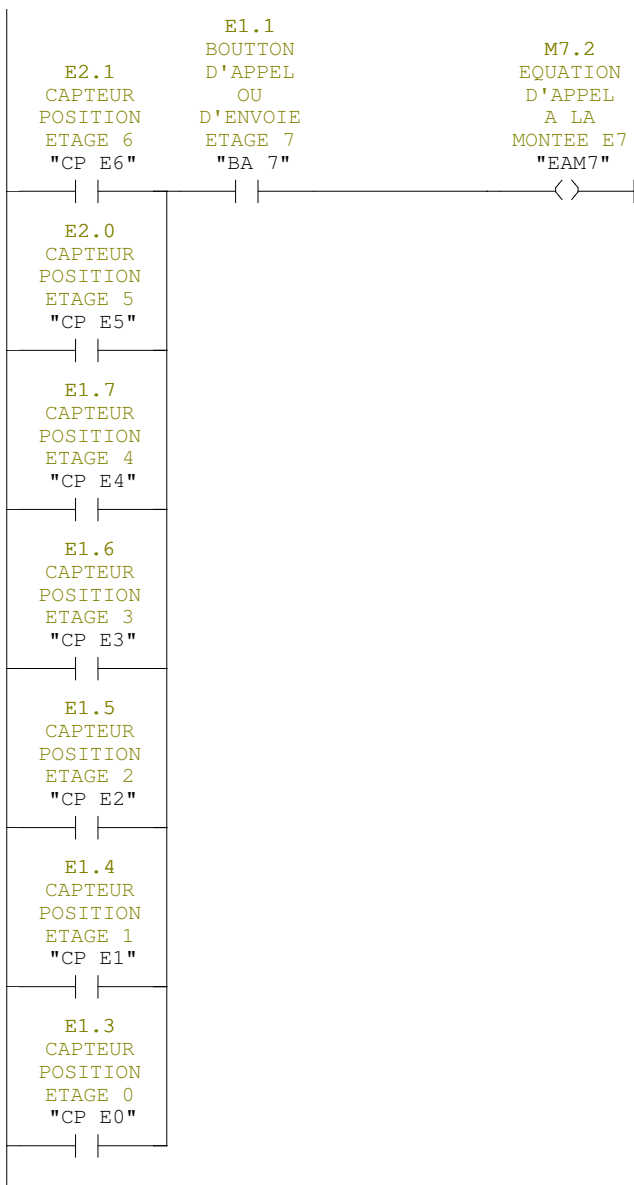 E2.1
CAPTEUR
POSITION
ETAGE 6
"CP E6"
E1.1
BOUTTON
D'APPEL
OU
D'ENVOIE
ETAGE 7
"BA 7"
M7.2
EQUATION
D'APPEL
A LA
MONTEE E7
"EAM7"
E2.0
CAPTEUR
POSITION
ETAGE 5
"CP E5"
E1.7
CAPTEUR
POSITION
ETAGE 4
"CP E4"
E1.6
CAPTEUR
POSITION
ETAGE 3
"CP E3"
E1.5
CAPTEUR
POSITION
ETAGE 2
"CP E2"
E1.4
CAPTEUR
POSITION
ETAGE 1
"CP E1"
E1.3
CAPTEUR
POSITION
ETAGE 0
"CP E0"